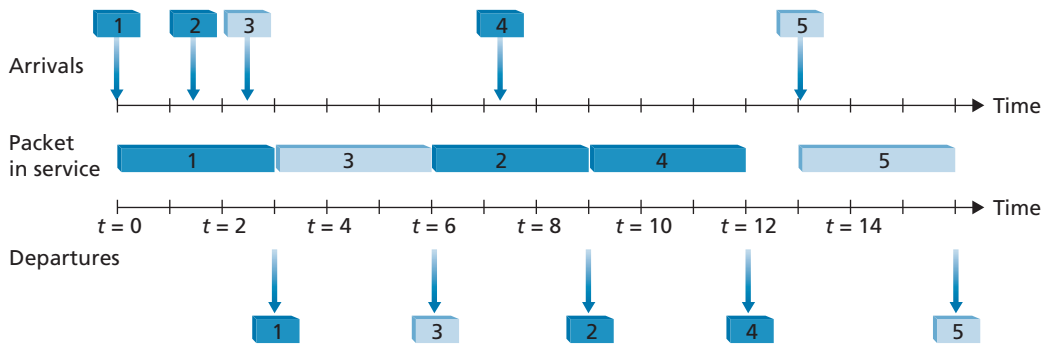 1 2 3 4 5
Arrivals
Time
Packet
in service
1 3 2 4 5
Time
t = 0 t = 2 t = 4 t = 6 t = 8 t = 10 t = 12 t = 14
Departures
1 3 2 4 5